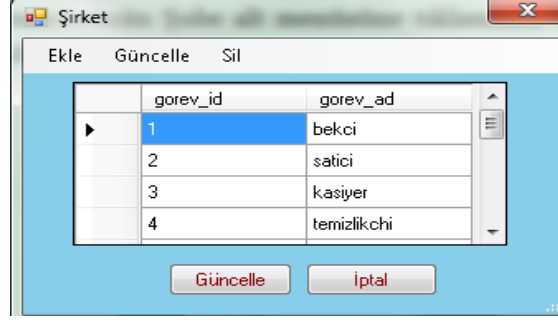 Şirket
Ekle Güncelle Sil
gorev_id gorev_ad
1 bekci
2 satici
3 kasiyer
4 temizlikchi
Güncelle İptal